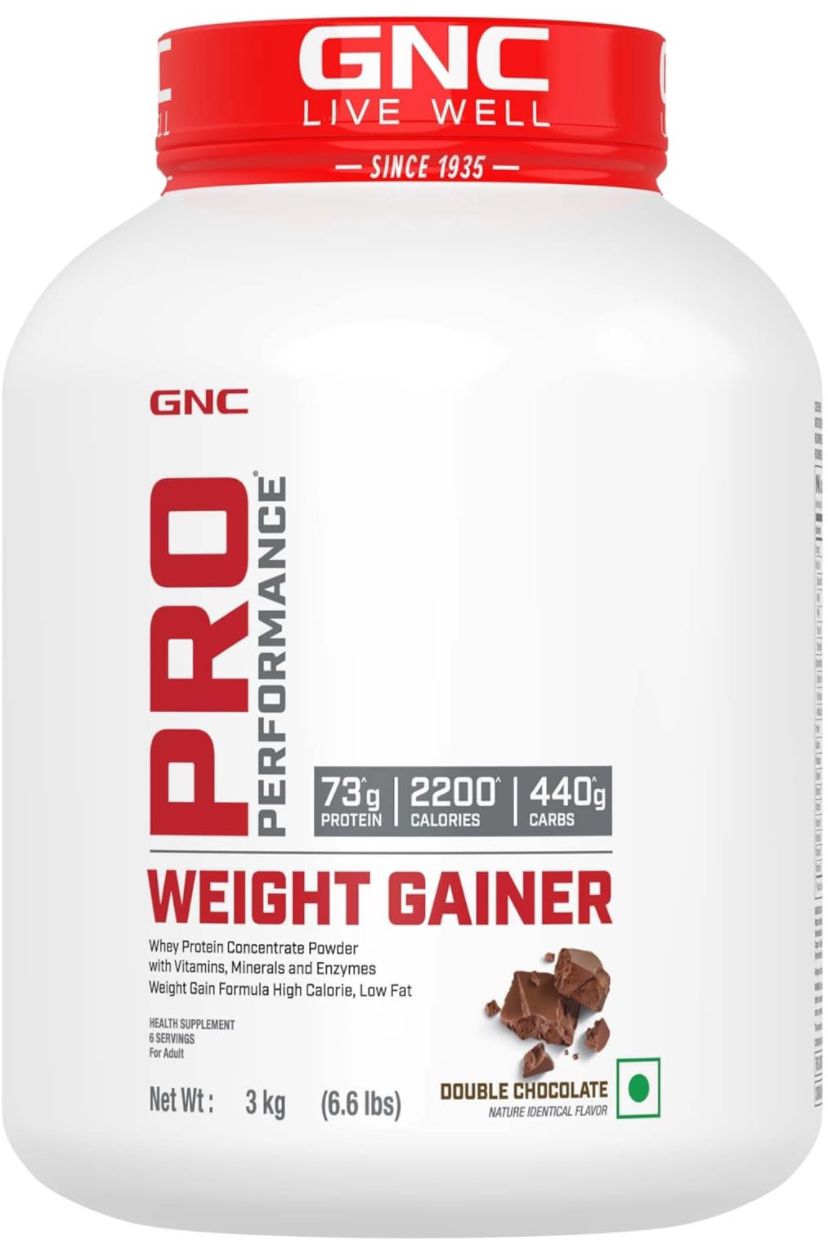 GNC
LIVE WELL
— SINCE 1935 —
GNC
PRO
PERFORMANCE®
73^g | 2200^ | 440^g
PROTEIN CALORIES CARBS
WEIGHT GAINER
Whey Protein Concentrate Powder
with Vitamins, Minerals and Enzymes
Weight Gain Formula High Calorie, Low Fat
HEALTH SUPPLEMENT
6 SERVINGS
For Adult
Net Wt : 3 kg (6.6 lbs)
DOUBLE CHOCOLATE
NATURE IDENTICAL FLAVOR